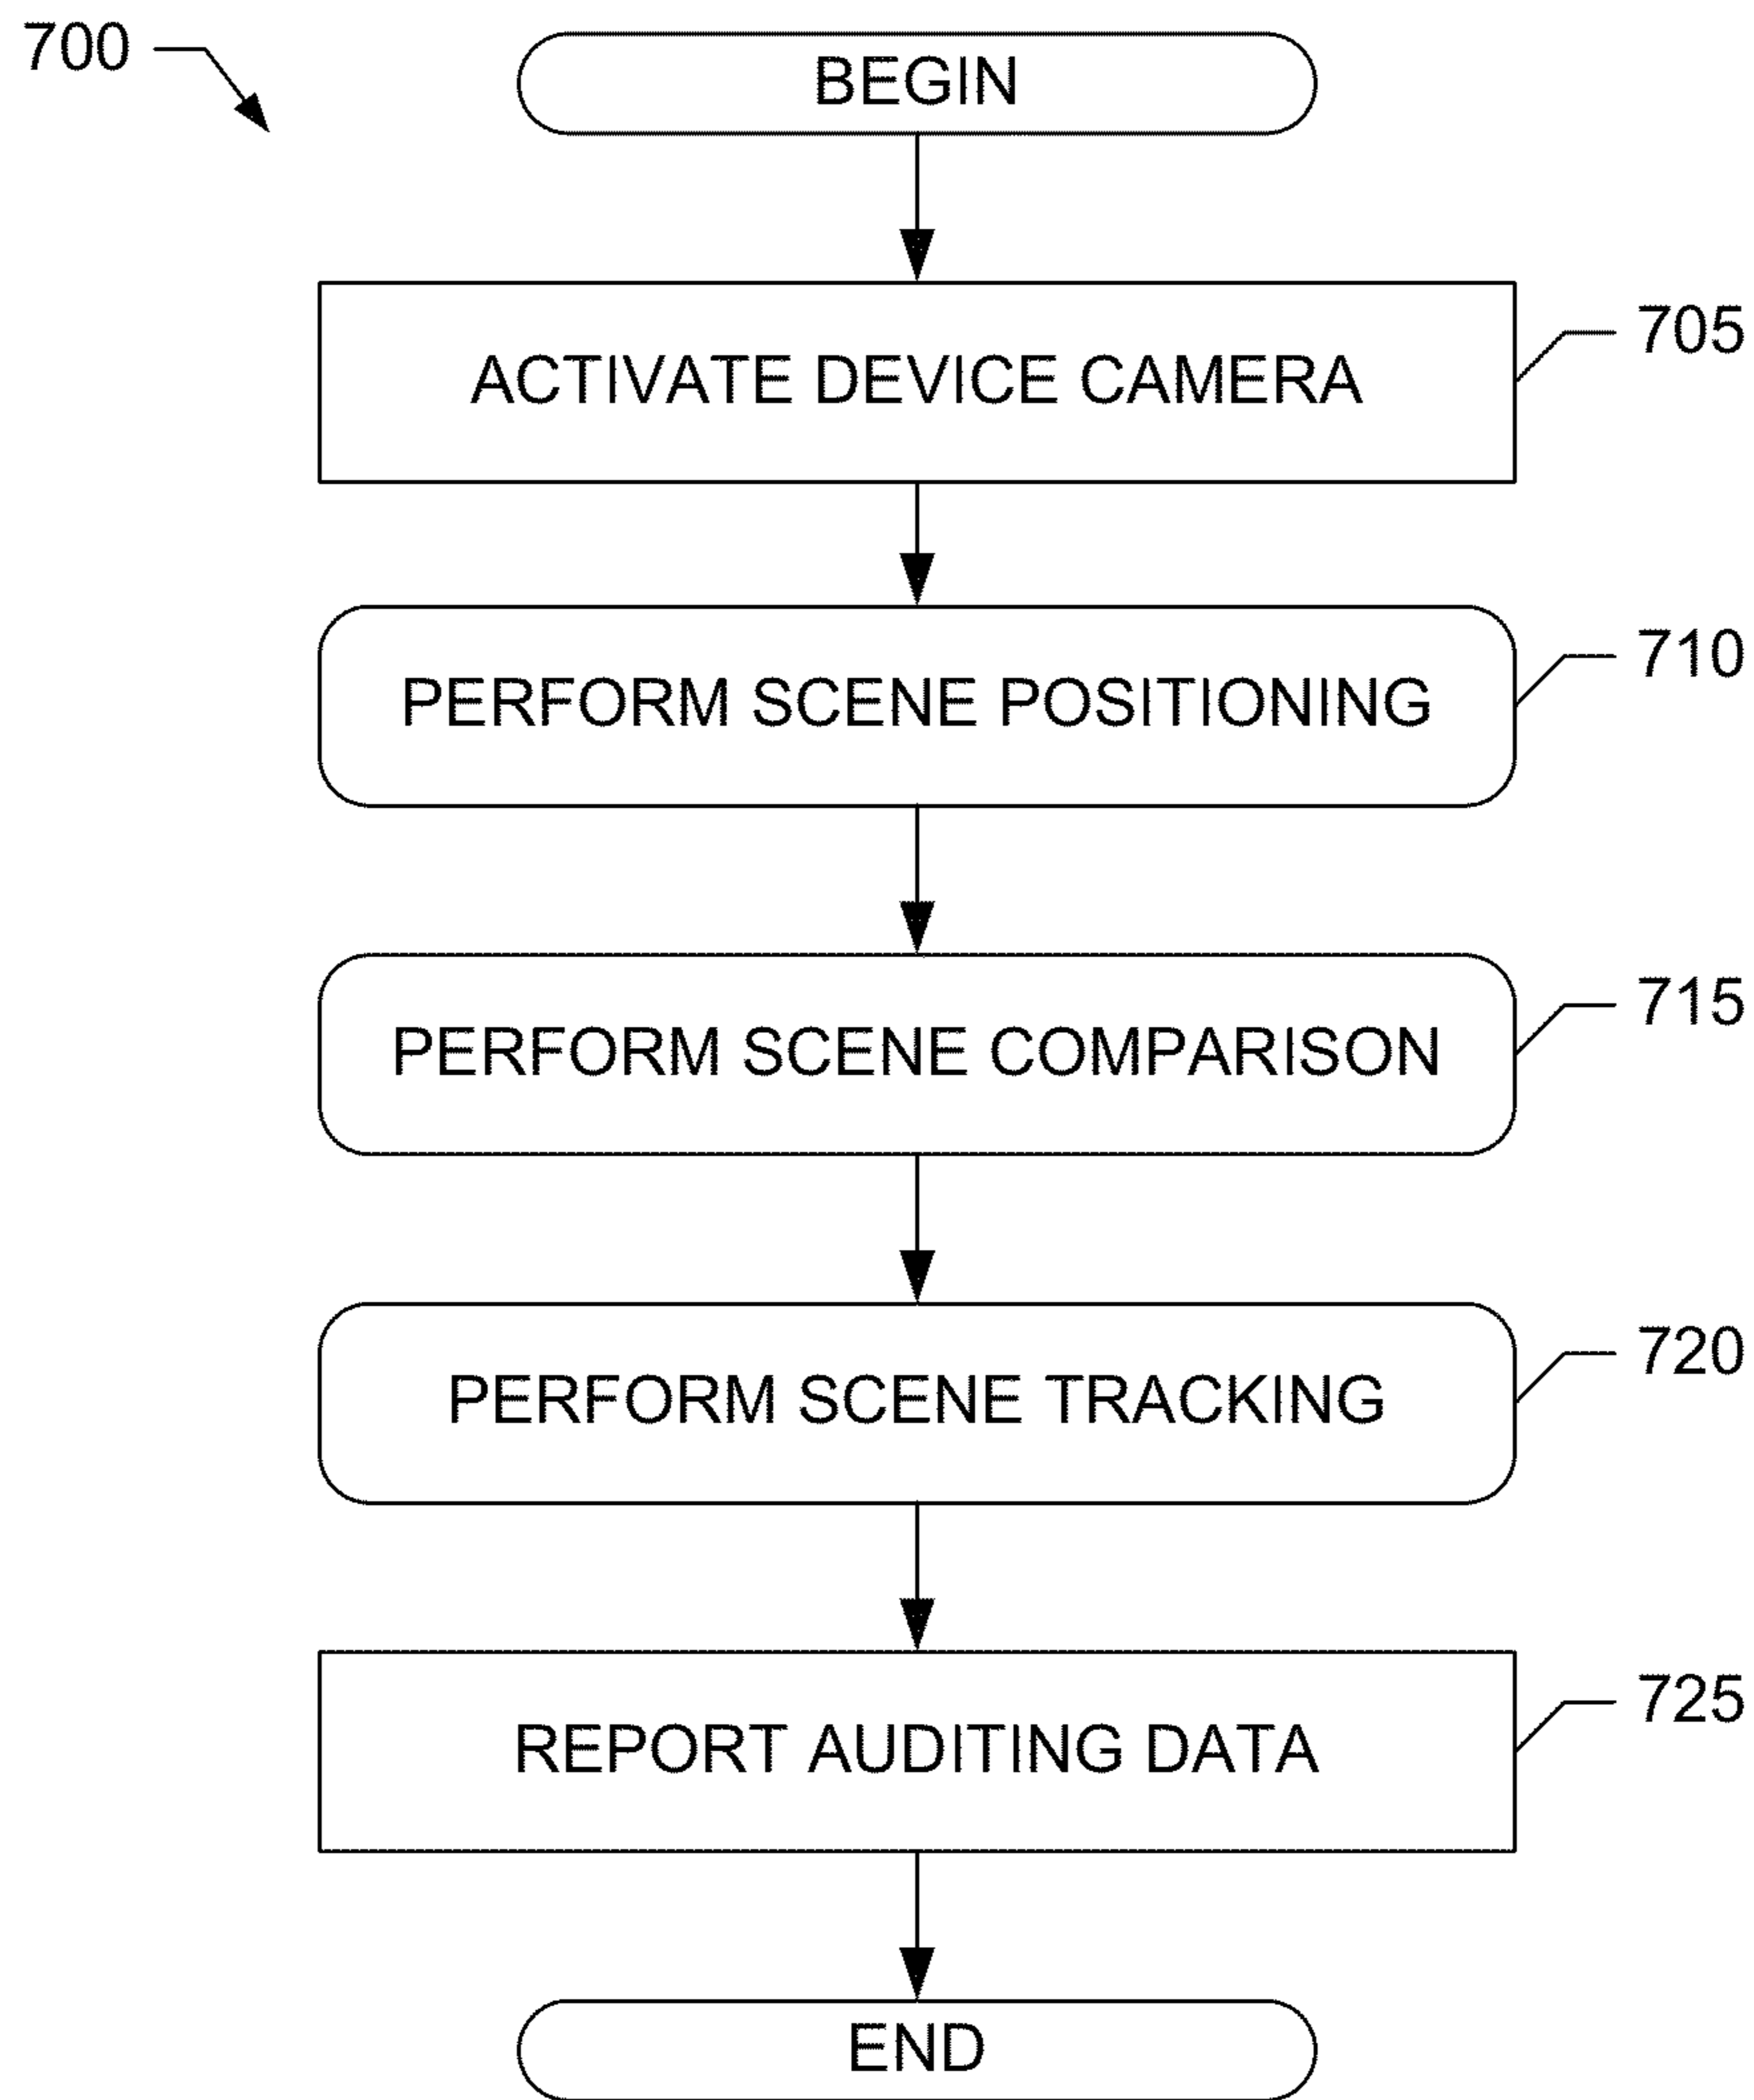 700
BEGIN
ACTIVATE DEVICE CAMERA
705
PERFORM SCENE POSITIONING
710
PERFORM SCENE COMPARISON
715
PERFORM SCENE TRACKING
720
REPORT AUDITING DATA
725
END